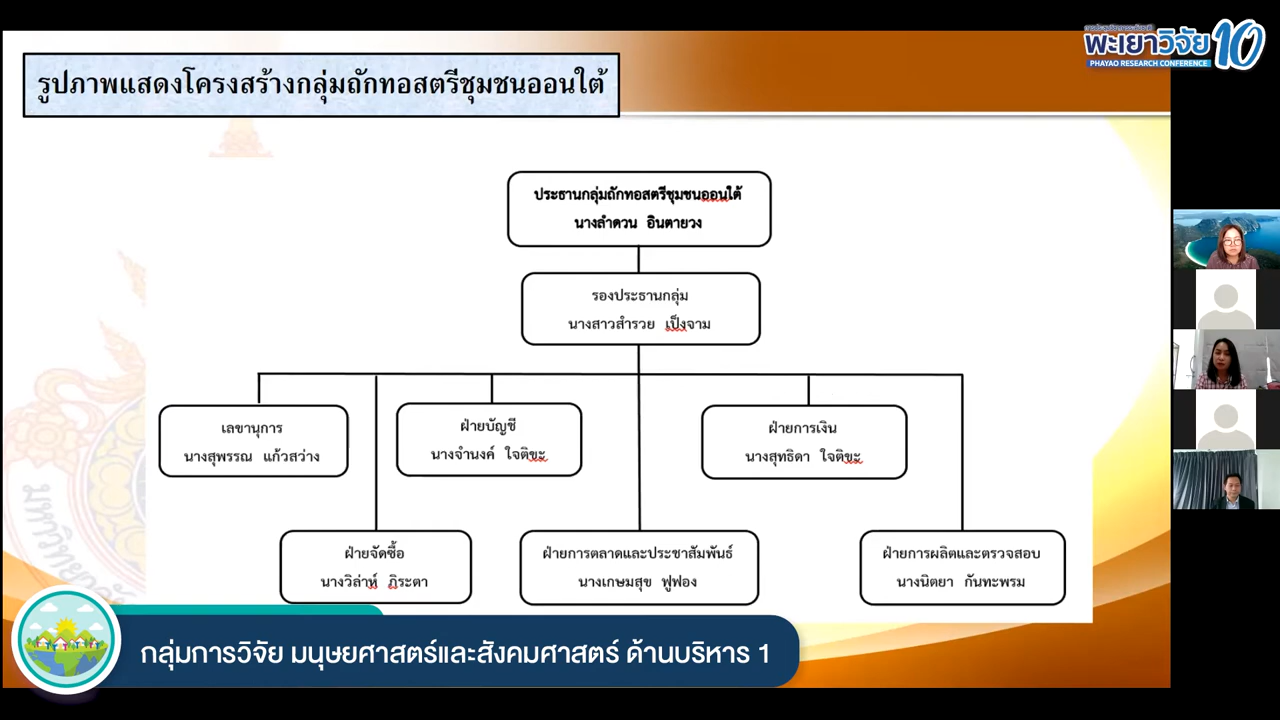 พะเยาวิจัย 10
PHAYAO RESEARCH CONFERENCE
รูปภาพแสดงโครงสร้างกลุ่มถักทอสตรีชุมชนออนใต้
ประธานกลุ่มถักทอสตรีชุมชนออนใต้
นางลำดวน อินตายวง
รองประธานกลุ่ม
นางสาวสำรวย เป็งจาม
เลขานุการ
นางสุพรรณ แก้วสว่าง
ฝ่ายบัญชี
นางจำนงค์ ใจติขะ
ฝ่ายการเงิน
นางสุทธิดา ใจติขะ
ฝ่ายจัดซื้อ
นางวิล่าห์ ภิระตา
ฝ่ายการตลาดและประชาสัมพันธ์
นางเกษมสุข ฟูฟอง
ฝ่ายการผลิตและตรวจสอบ
นางนิตยา กันทะพรม
กลุ่มการวิจัย มนุษยศาสตร์และสังคมศาสตร์ ด้านบริหาร 1